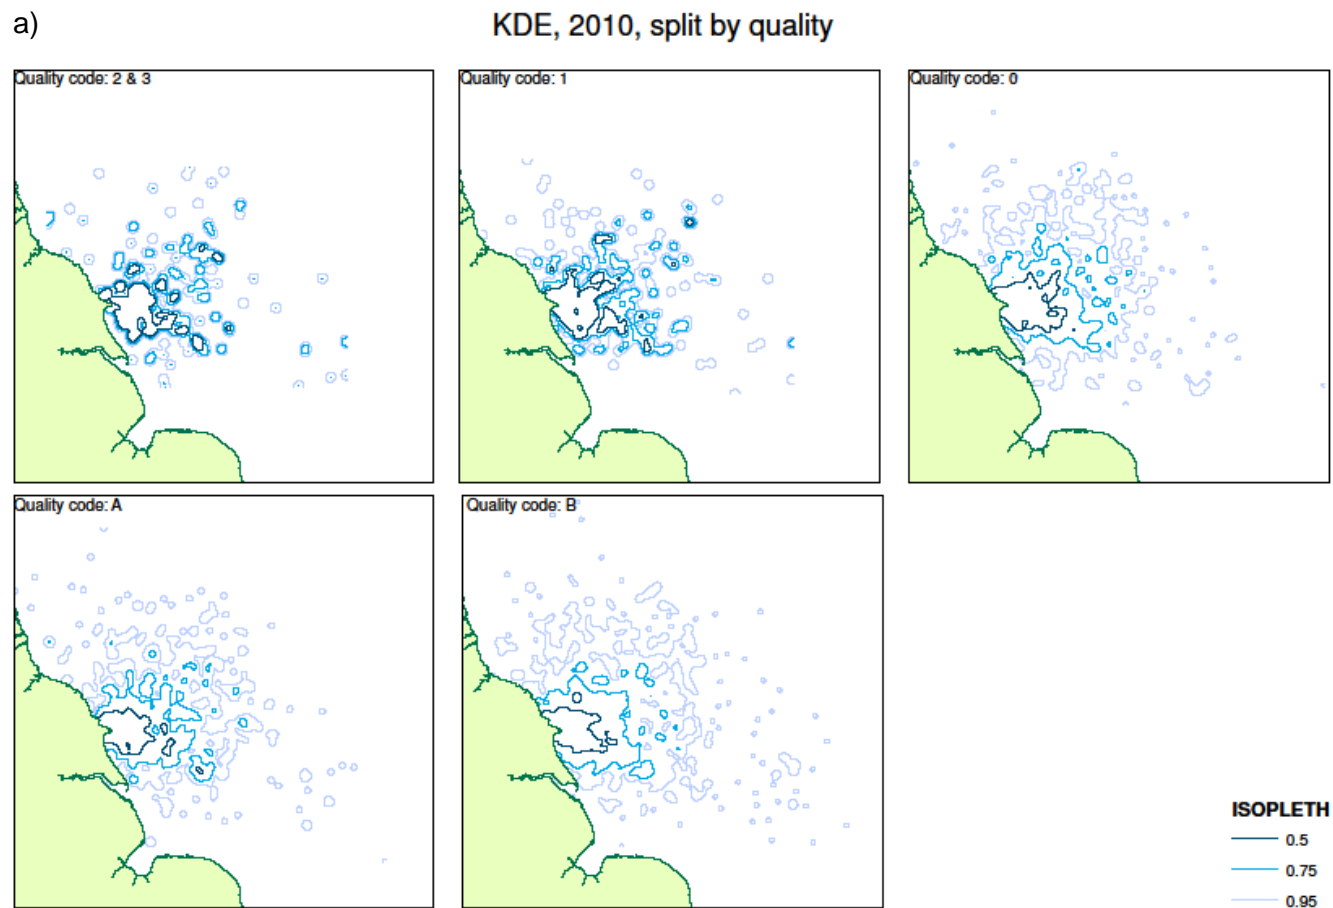 a)
KDE, 2010, split by quality
Quality code: 2 & 3
Quality code: 1
Quality code: 0
Quality code: A
Quality code: B
ISOPLETH
0.5
0.75
0.95